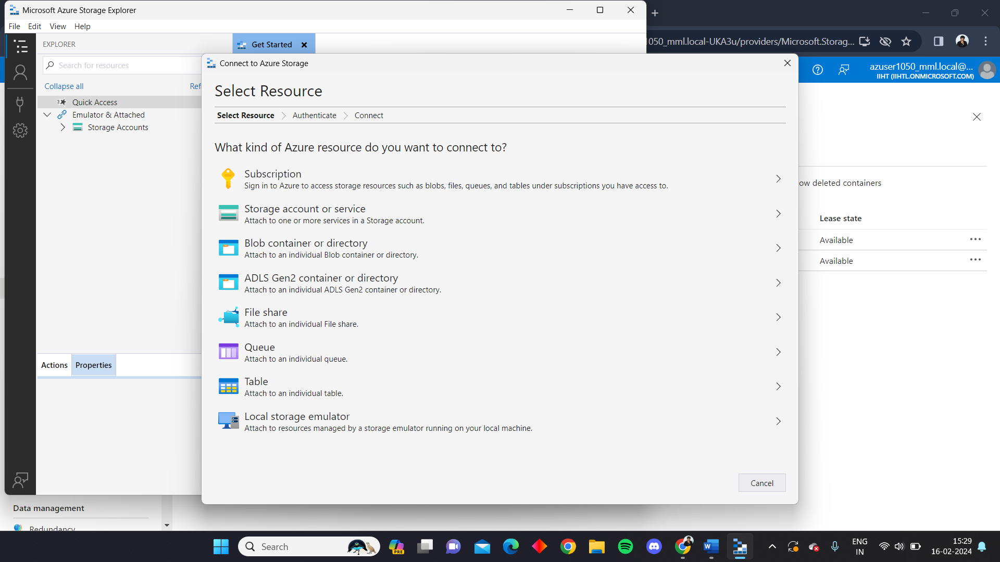 Microsoft Azure Storage Explorer
File Edit View Help
EXPLORER
Get Started
Search for resources
Collapse all
Ref
Quick Access
Emulator & Attached
Storage Accounts
Actions Properties
Connect to Azure Storage
Select Resource
Select Resource Authenticate Connect
What kind of Azure resource do you want to connect to?
Subscription
Sign in to Azure to access storage resources such as blobs, files, queues, and tables under subscriptions you have access to.
Storage account or service
Attach to one or more services in a Storage account.
Blob container or directory
Attach to an individual Blob container or directory.
ADLS Gen2 container or directory
Attach to an individual ADLS Gen2 container or directory.
File share
Attach to an individual File share.
Queue
Attach to an individual queue.
Table
Attach to an individual table.
Local storage emulator
Attach to resources managed by a storage emulator running on your local machine.
Cancel
1050_mml.local-UKA3u/providers/Microsoft.Storag...
azuser1050_mml.local@...
IIHT (IIHTL.ONMICROSOFT.COM)
ow deleted containers
Lease state
Available
Available
Data management
Redundancy
Search
PRE
ENG
IN
15:29
16-02-2024